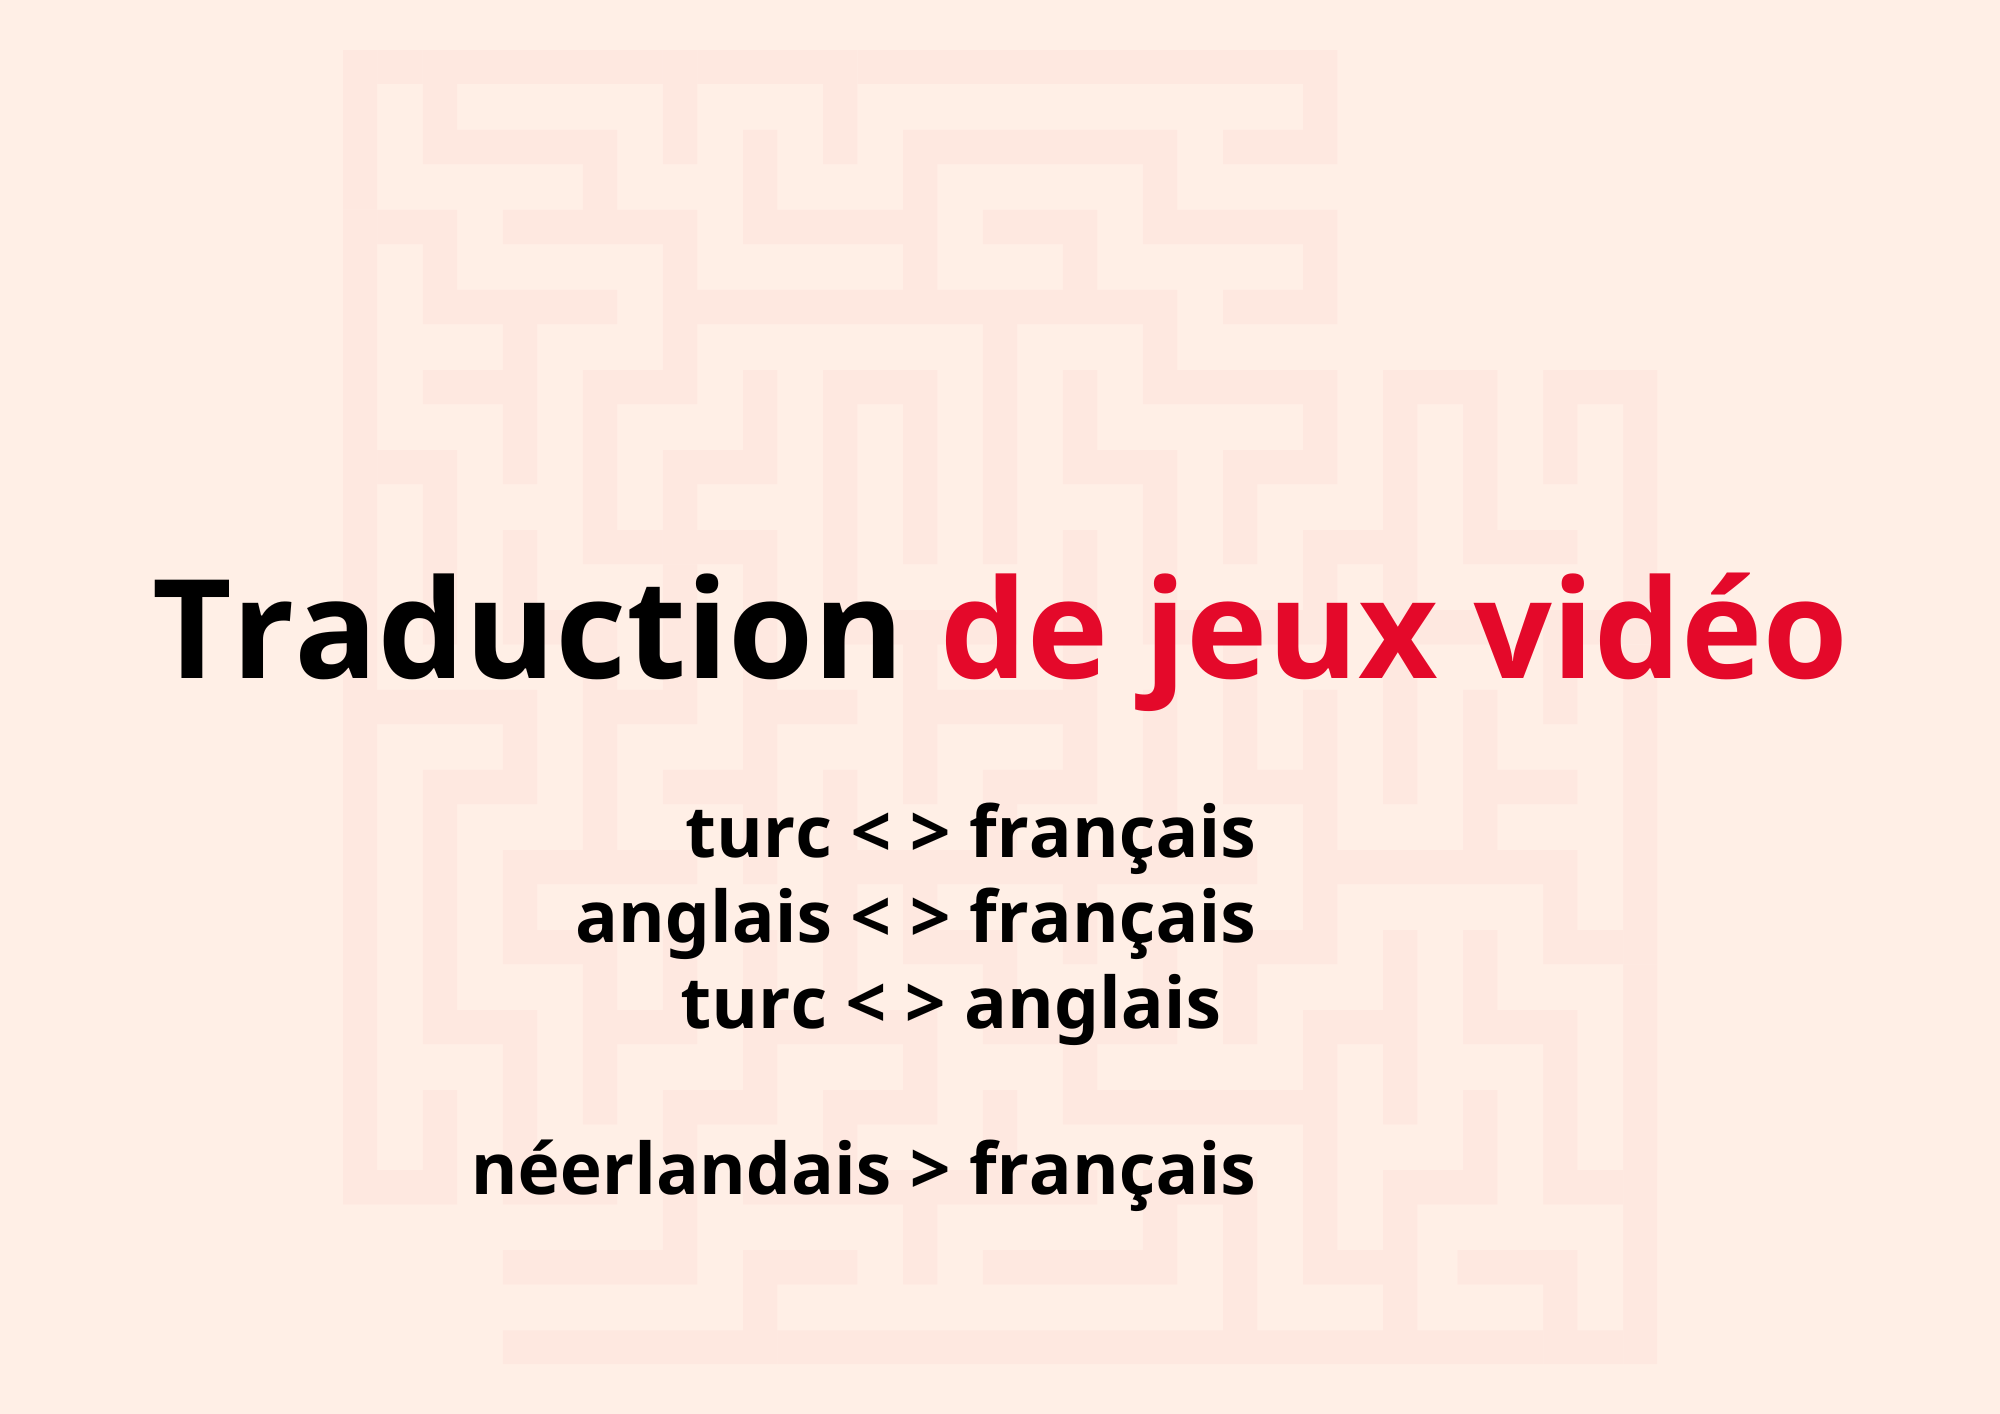 Traduction de jeux vidéo
turc < > français
anglais < > français
turc < > anglais
néerlandais > français